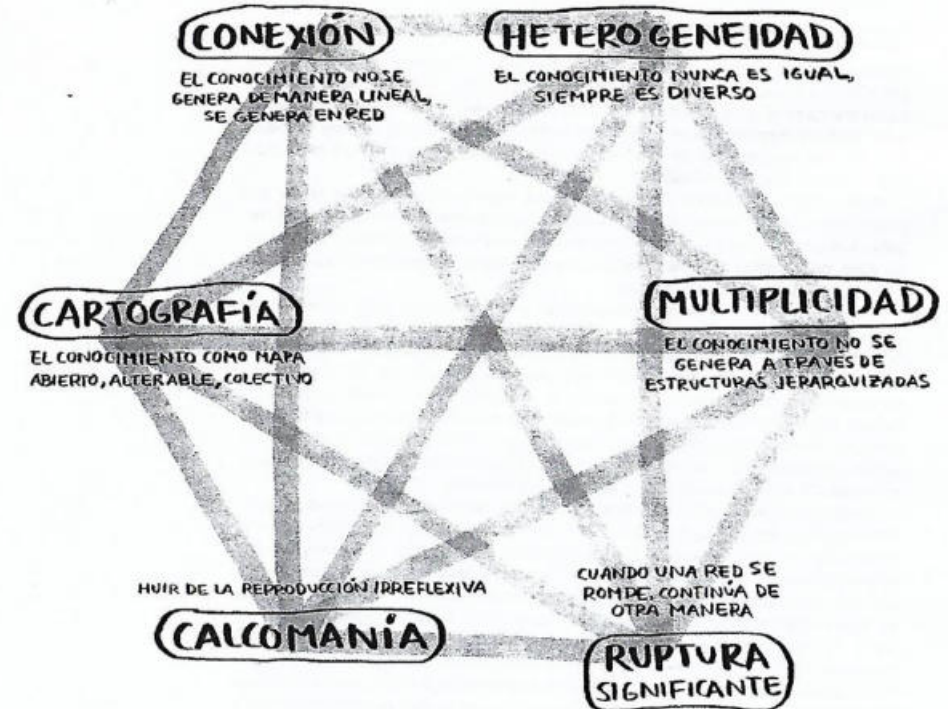 CONEXIÓN
EL CONOCIMIENTO NO SE
GENERA DE MANERA LINEAL,
SE GENERA EN RED
HETEROGENEIDAD
EL CONOCIMIENTO NUNCA ES IGUAL,
SIEMPRE ES DIVERSO
CARTOGRAFÍA
EL CONOCIMIENTO COMO MAPA
ABIERTO, ALTERABLE, COLECTIVO
MULTIPLICIDAD
EL CONOCIMIENTO NO SE
GENERA A TRAVÉS DE
ESTRUCTURAS JERARQUIZADAS
HUIR DE LA REPRODUCCIÓN IRREFLEXIVA
CALCOMANÍA
CUANDO UNA RED SE
ROMPE, CONTINÚA DE
OTRA MANERA
RUPTURA
SIGNIFICANTE